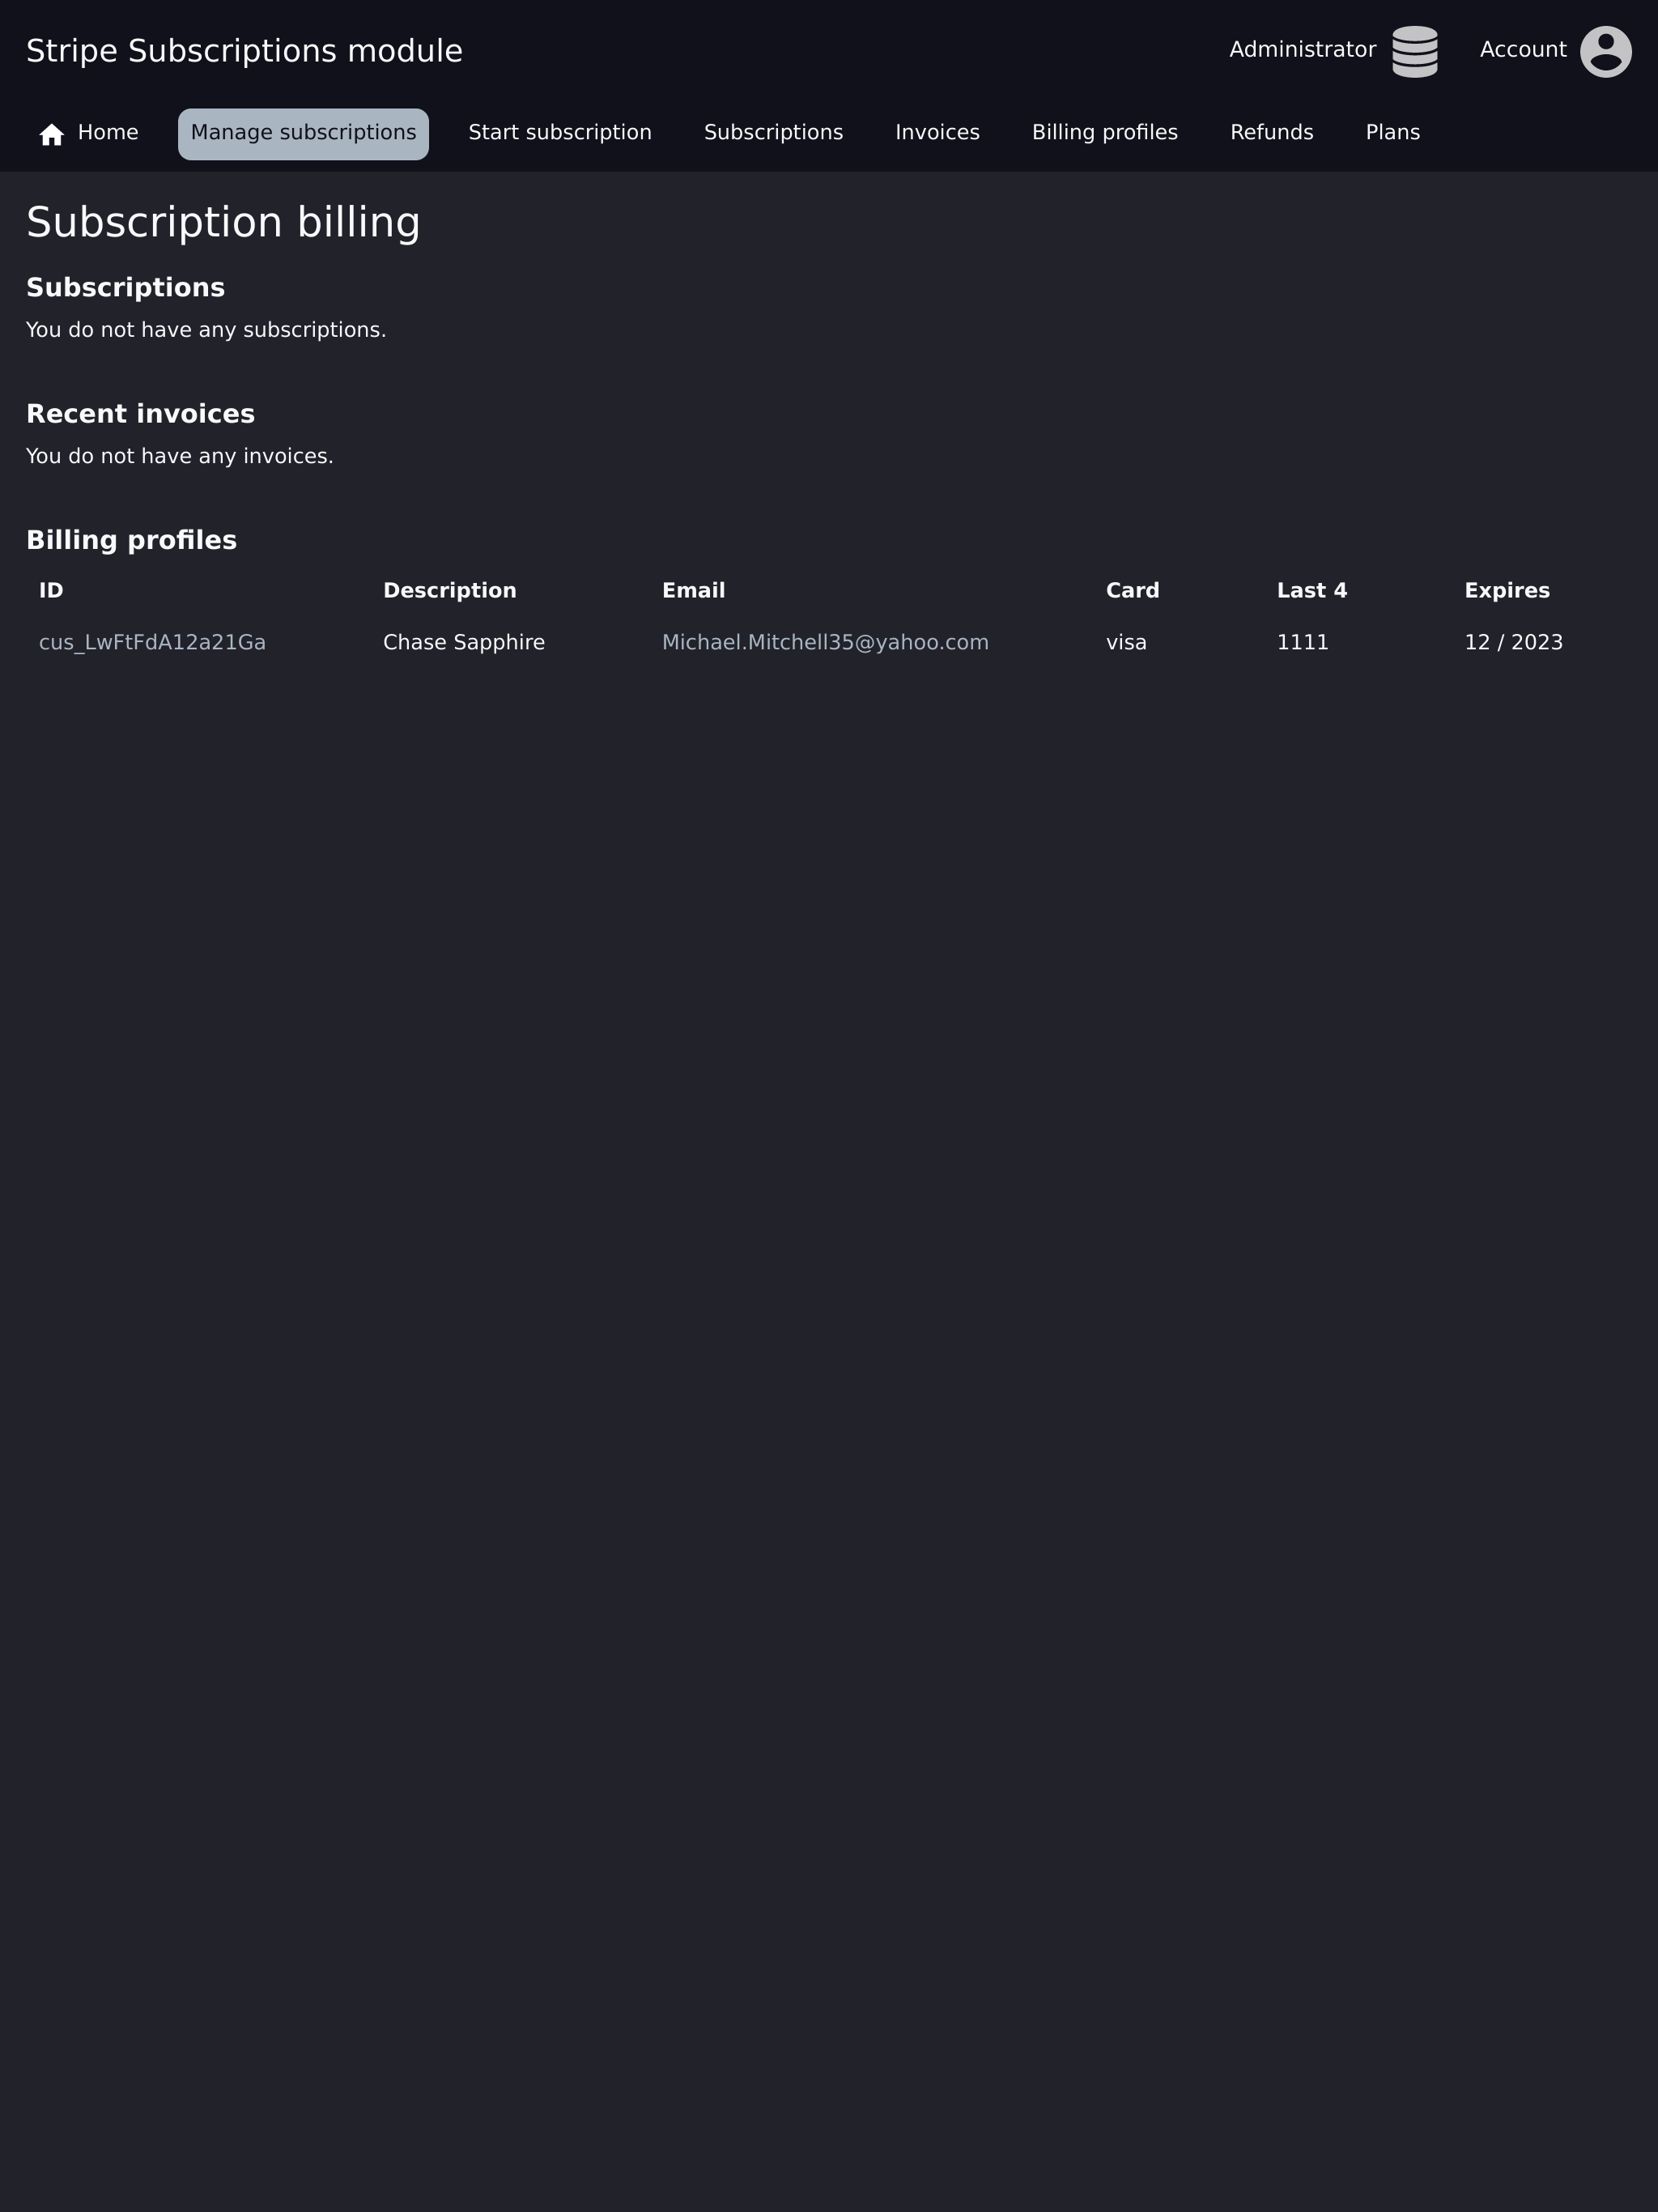 Stripe Subscriptions module
Administrator
Account
Home
Manage subscriptions
Start subscription
Subscriptions
Invoices
Billing profiles
Refunds
Plans
Subscription billing
Subscriptions
You do not have any subscriptions.
Recent invoices
You do not have any invoices.
Billing profiles
ID Description Email Card Last 4 Expires
cus_LwFtFdA12a21Ga Chase Sapphire Michael.Mitchell35@yahoo.com visa 1111 12 / 2023